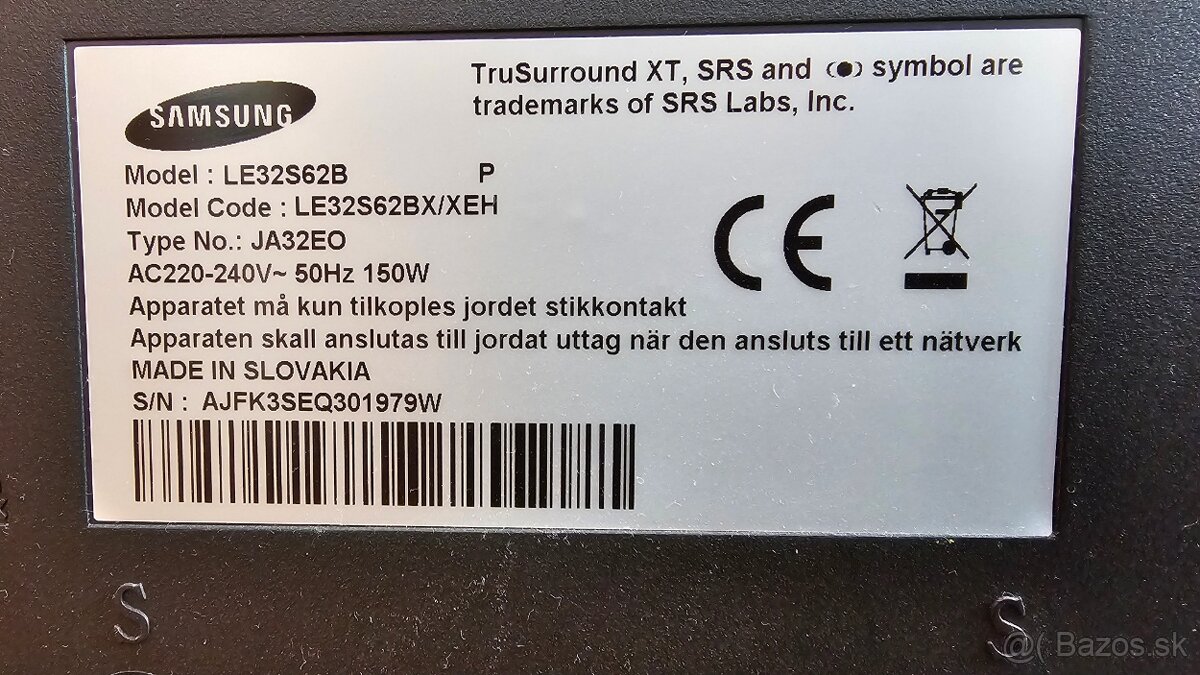 SAMSUNG
TruSurround XT, SRS and symbol are
trademarks of SRS Labs, Inc.
Model : LE32S62B P
Model Code : LE32S62BX/XEH
Type No.: JA32EO
AC220-240V~ 50Hz 150W
Apparatet må kun tilkoples jordet stikkontakt
Apparaten skall anslutas till jordat uttag när den ansluts till ett nätverk
MADE IN SLOVAKIA
S/N : AJFK3SEQ301979W
CE
S
S
@( Bazos.sk